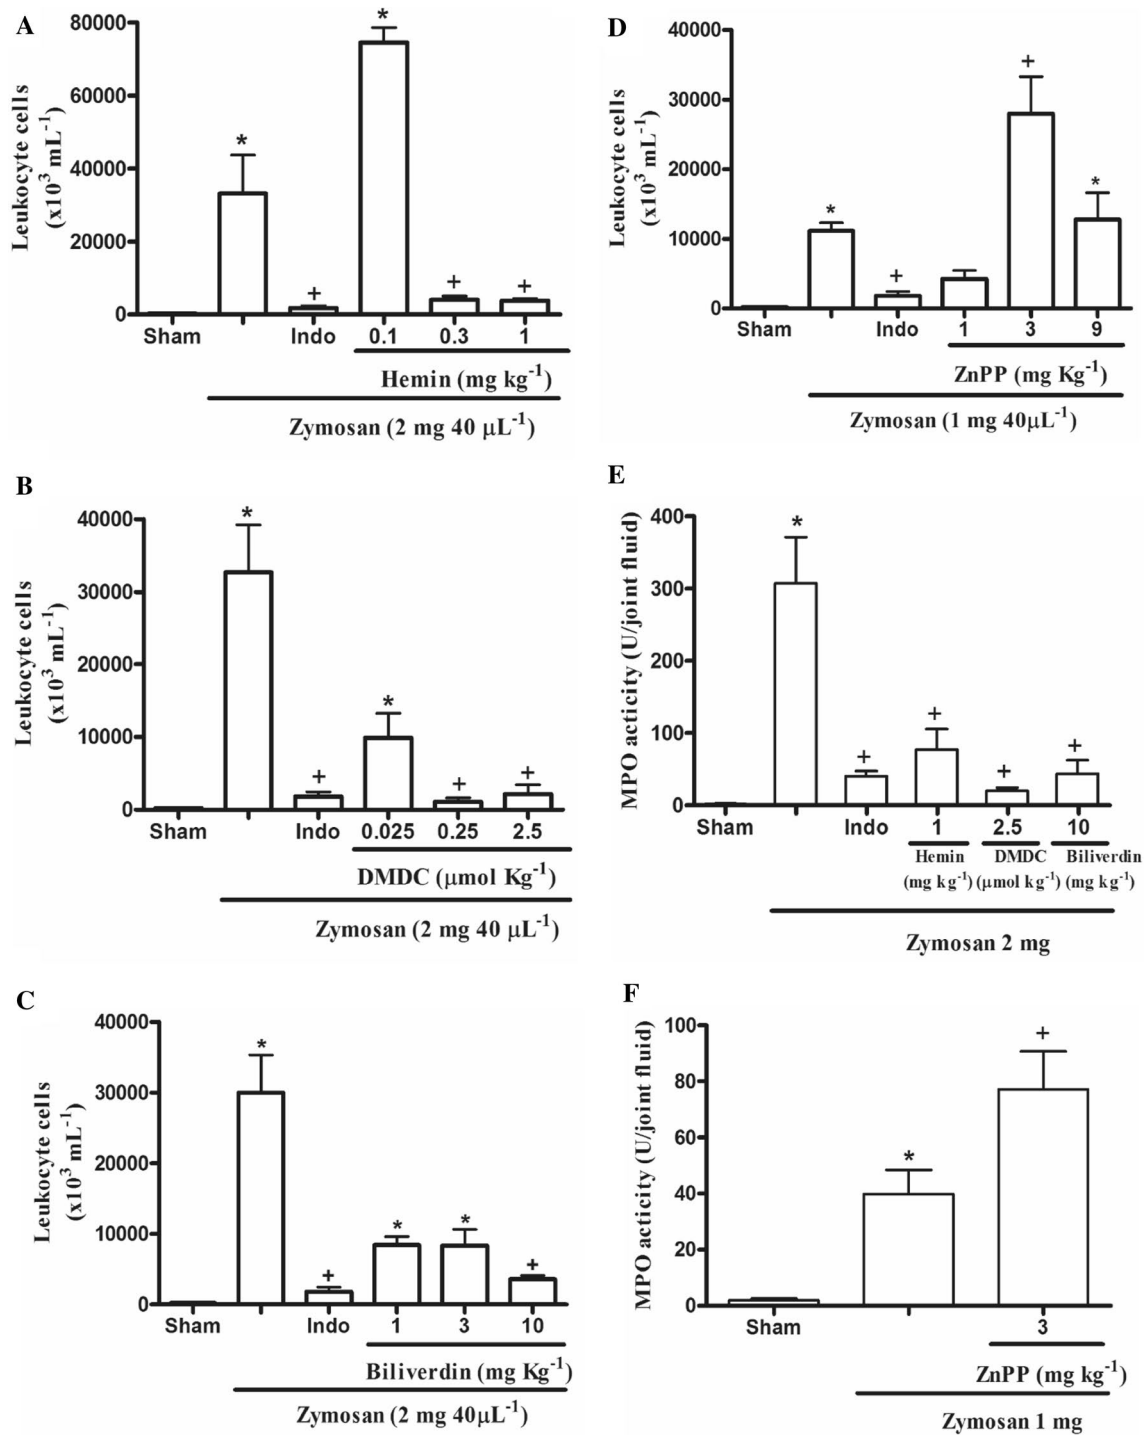 A
Leukocyte cells
(x10³ mL⁻¹)
80000
60000
40000
20000
0
*
+
*
+
+
Sham Indo 0.1 0.3 1
Hemin (mg kg⁻¹)
Zymosan (2 mg 40 µL⁻¹)
B
Leukocyte cells
(x10³ mL⁻¹)
40000
30000
20000
10000
0
*
+
*
+
+
Sham Indo 0.025 0.25 2.5
DMDC (µmol Kg⁻¹)
Zymosan (2 mg 40 µL⁻¹)
C
Leukocyte cells
(x10³ mL⁻¹)
40000
30000
20000
10000
0
*
+
*
*
+
Sham Indo 1 3 10
Biliverdin (mg Kg⁻¹)
Zymosan (2 mg 40µL⁻¹)
D
Leukocyte cells
(x10³ mL⁻¹)
40000
30000
20000
10000
0
*
+
+
*
Sham Indo 1 3 9
ZnPP (mg Kg⁻¹)
Zymosan (1 mg 40µL⁻¹)
E
MPO acticity (U/joint fluid)
400
300
200
100
0
*
+
+
+
+
Sham Indo 1 2.5 10
Hemin DMDC Biliverdin
(mg kg⁻¹) (µmol kg⁻¹) (mg kg⁻¹)
Zymosan 2 mg
F
MPO acticity (U/joint fluid)
100
80
60
40
20
0
*
+
Sham 3
ZnPP (mg kg⁻¹)
Zymosan 1 mg